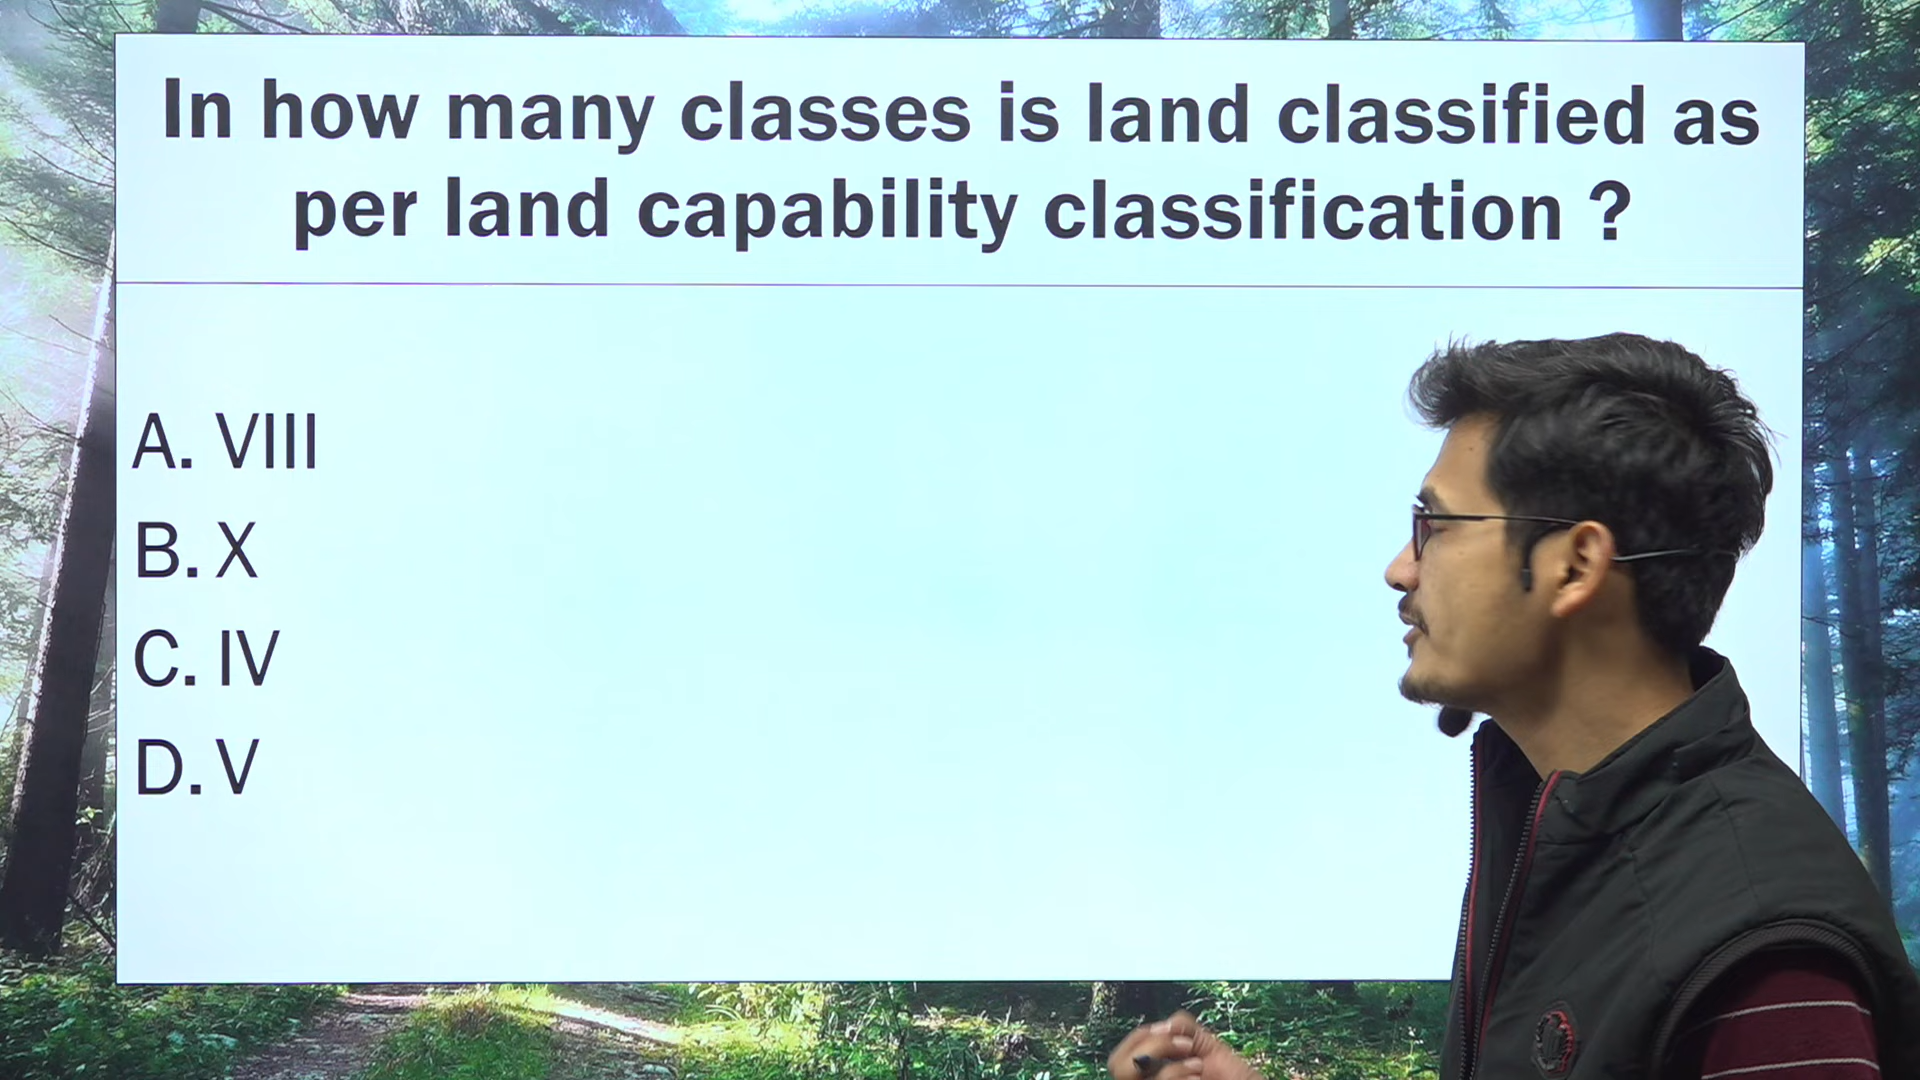 In how many classes is land classified as
per land capability classification ?
A. VIII
B. X
C. IV
D. V